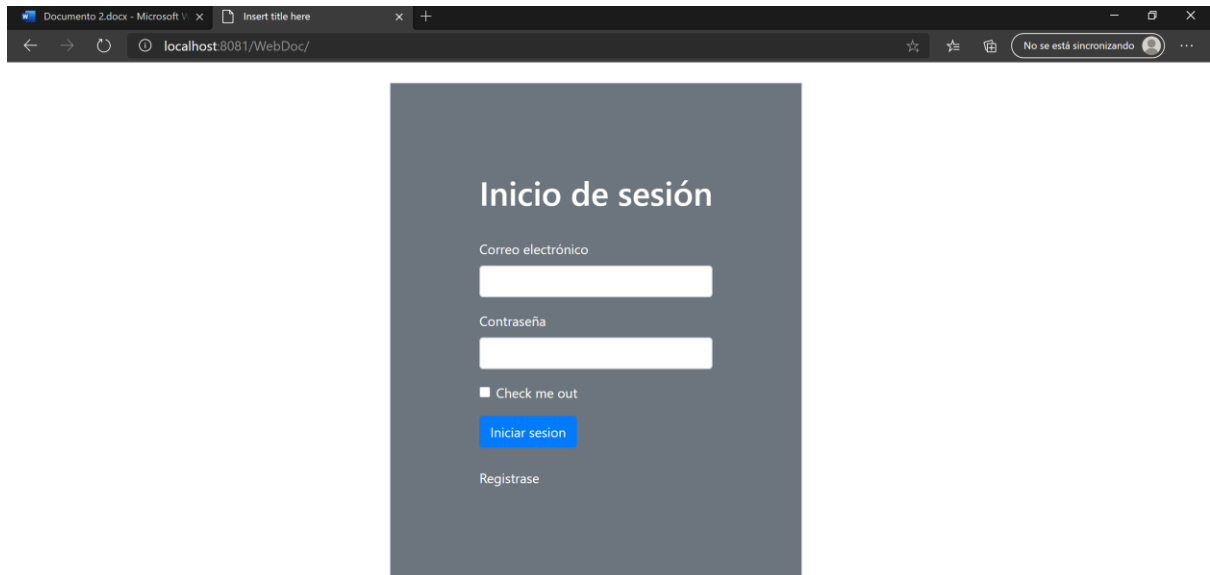 Documento 2.docx - Microsoft W
Insert title here
localhost:8081/WebDoc/
No se está sincronizando
Inicio de sesión
Correo electrónico
Contraseña
Check me out
Iniciar sesion
Registrase